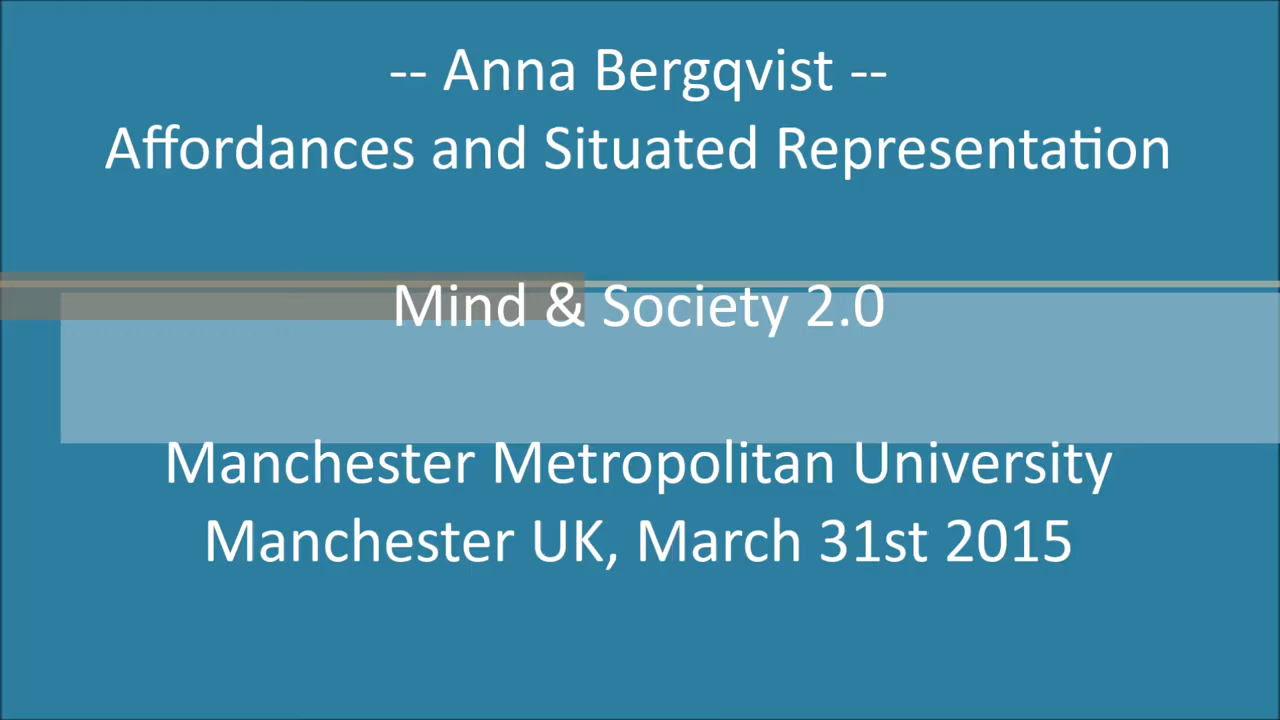 -- Anna Bergqvist --
Affordances and Situated Representation
Mind & Society 2.0
Manchester Metropolitan University
Manchester UK, March 31st 2015